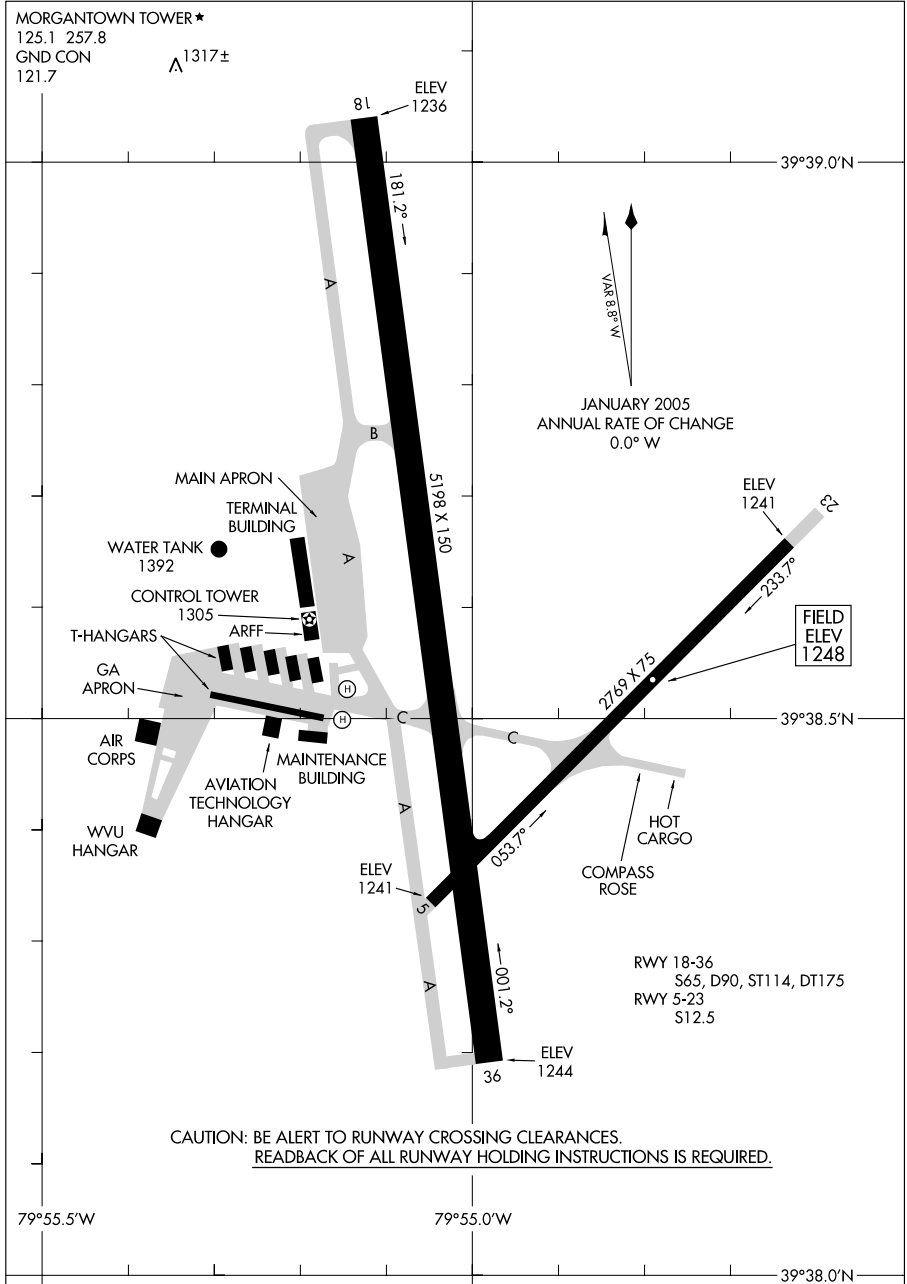 MORGANTOWN TOWER★
125.1 257.8
GND CON
121.7
1317±
ELEV
1236
18
39°39.0'N
181.2°
A
VAR 8.8° W
JANUARY 2005
ANNUAL RATE OF CHANGE
0.0° W
B
MAIN APRON
5198 X 150
ELEV
1241
23
TERMINAL
BUILDING
WATER TANK
1392
A
233.7°
CONTROL TOWER
1305
ARFF
T-HANGARS
FIELD
ELEV
1248
GA
APRON
H
2769 X 75
H
C
39°38.5'N
C
AIR
CORPS
MAINTENANCE
BUILDING
AVIATION
TECHNOLOGY
HANGAR
A
HOT
CARGO
WVU
HANGAR
053.7°
COMPASS
ROSE
ELEV
1241
5
RWY 18-36
S65, D90, ST114, DT175
RWY 5-23
S12.5
A
001.2°
ELEV
1244
36
CAUTION: BE ALERT TO RUNWAY CROSSING CLEARANCES.
READBACK OF ALL RUNWAY HOLDING INSTRUCTIONS IS REQUIRED.
79°55.5'W
79°55.0'W
39°38.0'N